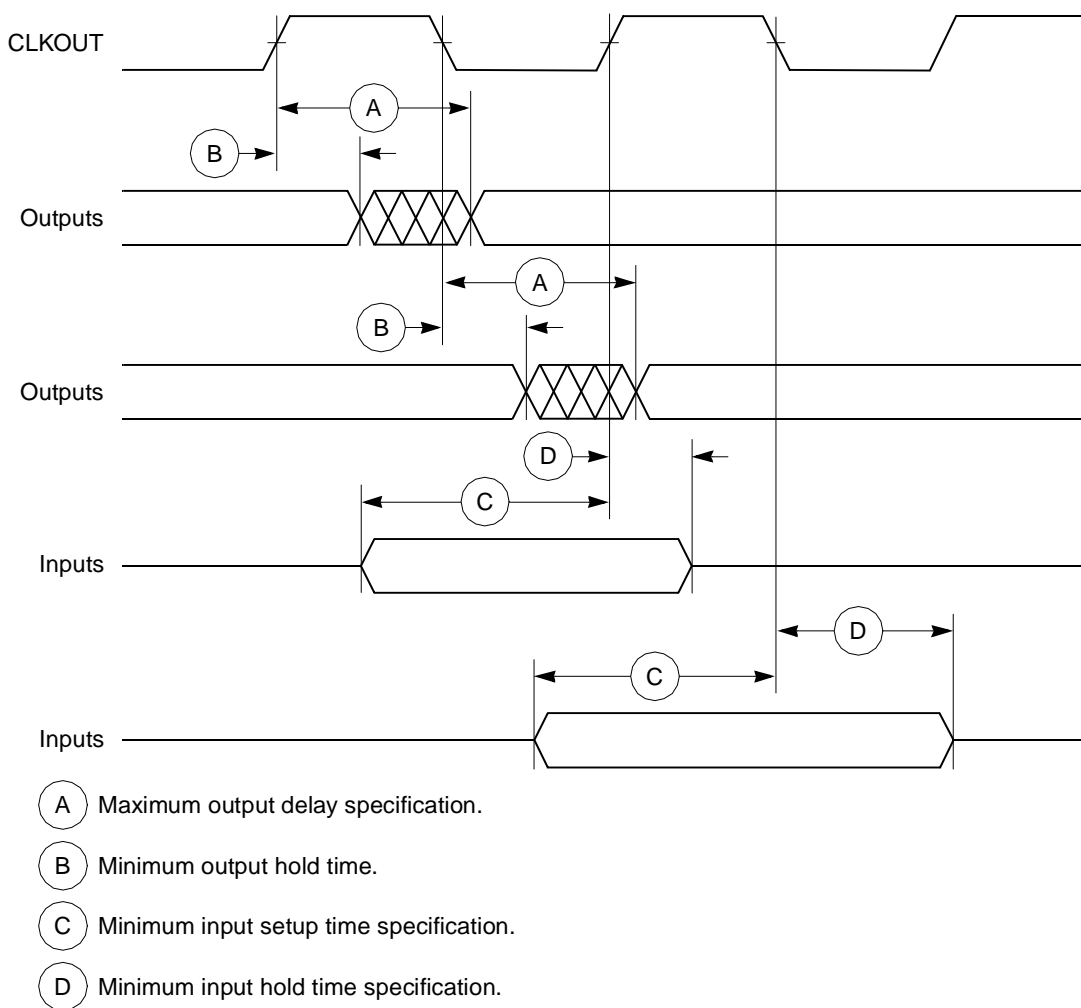 CLKOUT
A
B
Outputs
A
B
Outputs
D
C
Inputs
D
C
Inputs
A Maximum output delay specification.
B Minimum output hold time.
C Minimum input setup time specification.
D Minimum input hold time specification.